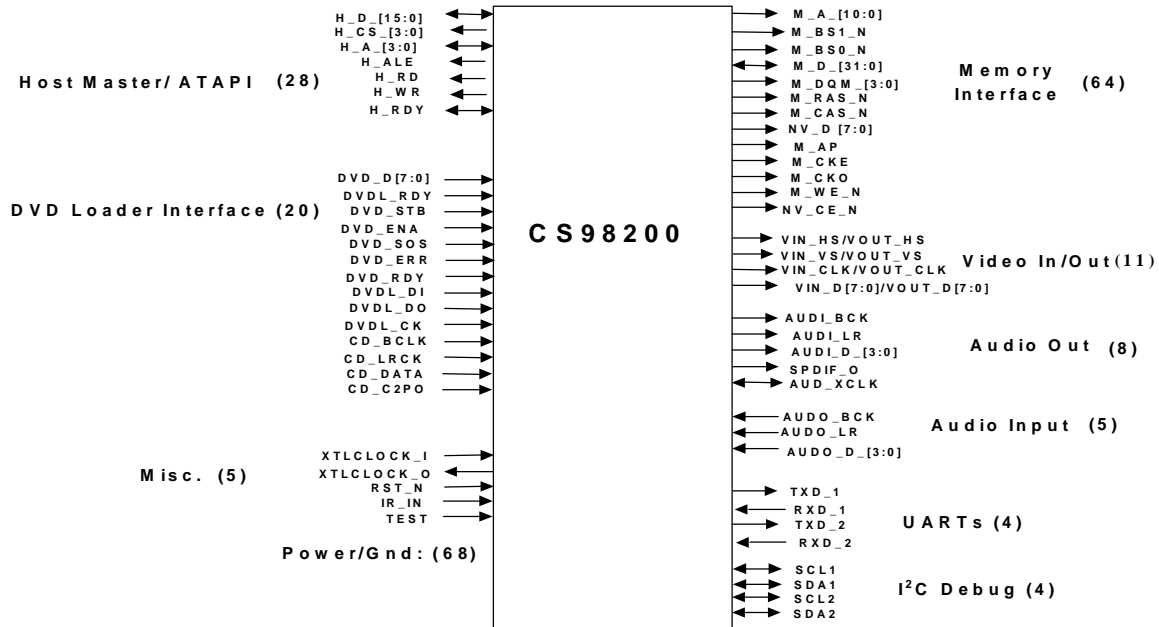 H_D_[15:0]
H_CS_[3:0]
H_A_[3:0]
H_ALE
H_RD
H_WR
H_RDY
Host Master/ ATAPI (28)
DVD_D[7:0]
DVDL_RDY
DVD_STB
DVD_ENA
DVD_SOS
DVD_ERR
DVD_RDY
DVDL_DI
DVDL_DO
DVDL_CK
CD_BCLK
CD_LRCK
CD_DATA
CD_C2PO
DVD Loader Interface (20)
XTLCLOCK_I
XTLCLOCK_O
RST_N
IR_IN
TEST
Misc. (5)
Power/Gnd: (68)
CS98200
M_A_[10:0]
M_BS1_N
M_BS0_N
M_D_[31:0]
M_DQM_[3:0]
M_RAS_N
M_CAS_N
NV_D_[7:0]
M_AP
M_CKE
M_CKO
M_WE_N
NV_CE_N
Memory
Interface (64)
VIN_HS/VOUT_HS
VIN_VS/VOUT_VS
VIN_CLK/VOUT_CLK
VIN_D[7:0]/VOUT_D[7:0]
Video In/Out(11)
AUDI_BCK
AUDI_LR
AUDI_D_[3:0]
SPDIF_O
AUD_XCLK
Audio Out (8)
AUDO_BCK
AUDO_LR
AUDO_D_[3:0]
Audio Input (5)
TXD_1
RXD_1
TXD_2
RXD_2
UARTs (4)
SCL1
SDA1
SCL2
SDA2
I²C Debug (4)